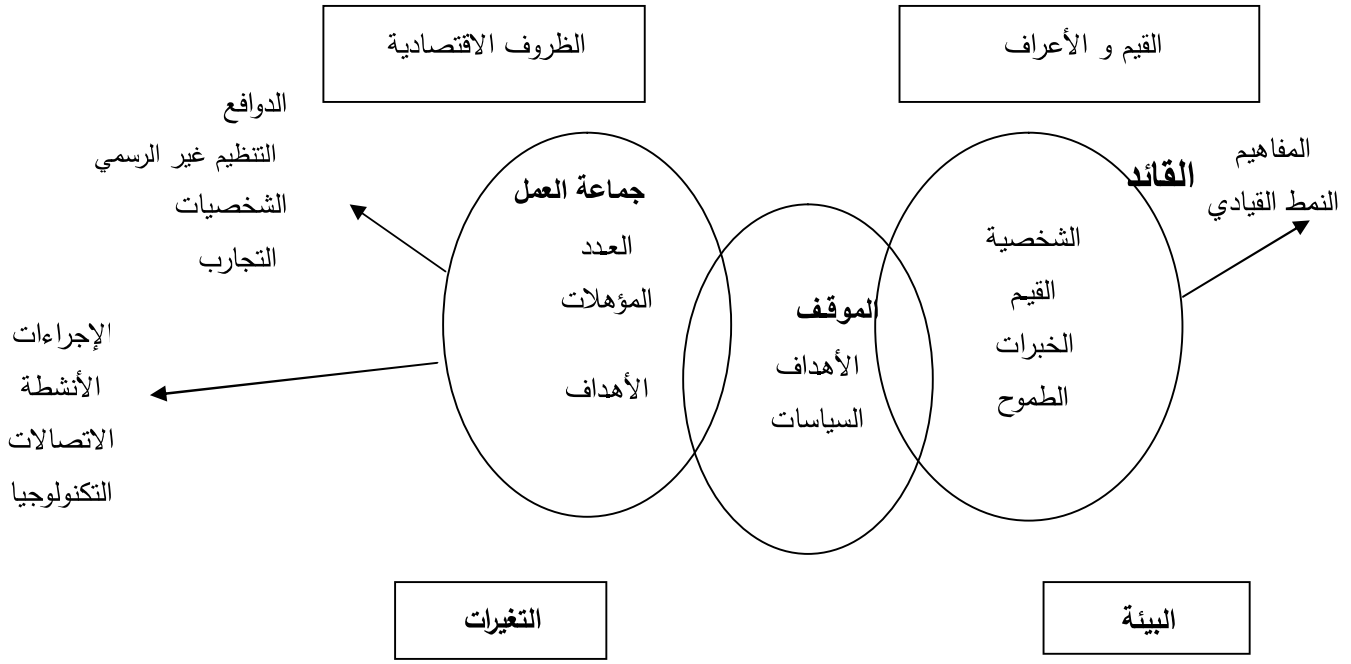 القيم و الأعراف
الظروف الاقتصادية
المفاهيم
النمط القيادي
القائد
الشخصية
القيم
الخبرات
الطموح
الموقف
الأهداف
السياسات
جماعة العمل
العدد
المؤهلات
الأهداف
الدوافع
التنظيم غير الرسمي
الشخصيات
التجارب
الإجراءات
الأنشطة
الاتصالات
التكنولوجيا
البيئة
التغيرات